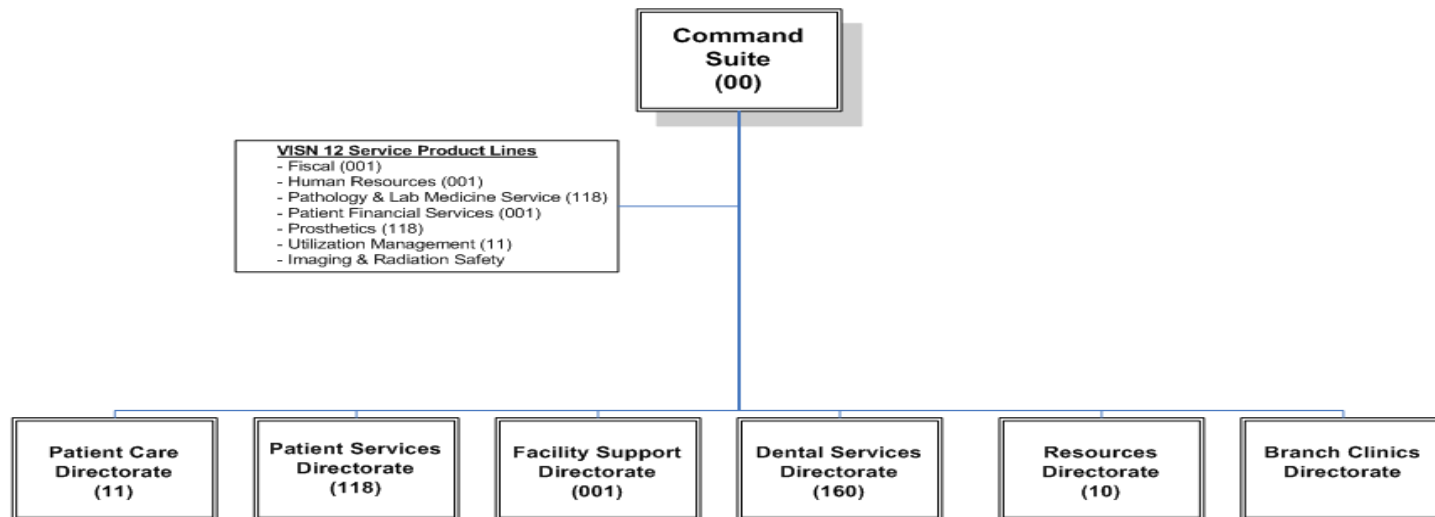 Command
Suite
(00)
VISN 12 Service Product Lines
- Fiscal (001)
- Human Resources (001)
- Pathology & Lab Medicine Service (118)
- Patient Financial Services (001)
- Prosthetics (118)
- Utilization Management (11)
- Imaging & Radiation Safety
Patient Care
Directorate
(11)
Patient Services
Directorate
(118)
Facility Support
Directorate
(001)
Dental Services
Directorate
(160)
Resources
Directorate
(10)
Branch Clinics
Directorate